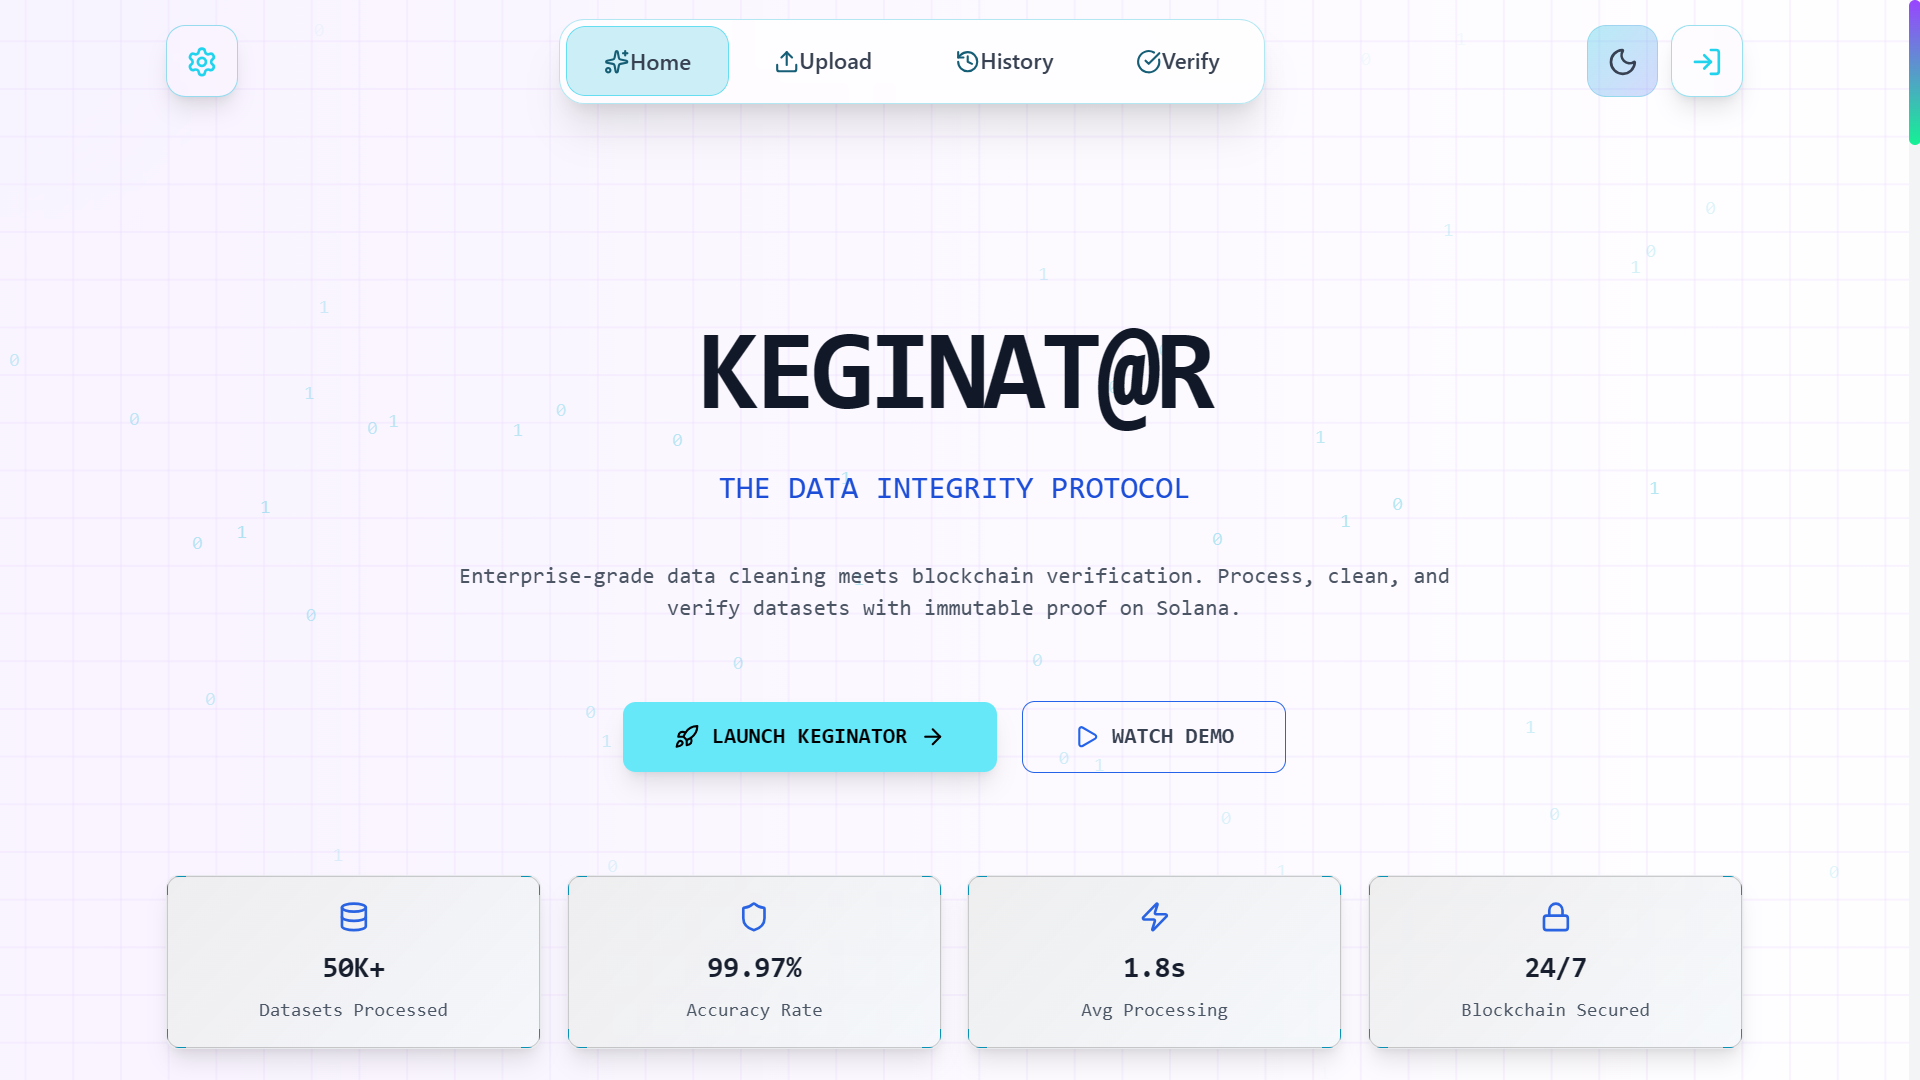 Home
Upload
History
Verify
KEGINAT@R
THE DATA INTEGRITY PROTOCOL
Enterprise-grade data cleaning meets blockchain verification. Process, clean, and
verify datasets with immutable proof on Solana.
LAUNCH KEGINATOR
WATCH DEMO
50K+
Datasets Processed
99.97%
Accuracy Rate
1.8s
Avg Processing
24/7
Blockchain Secured